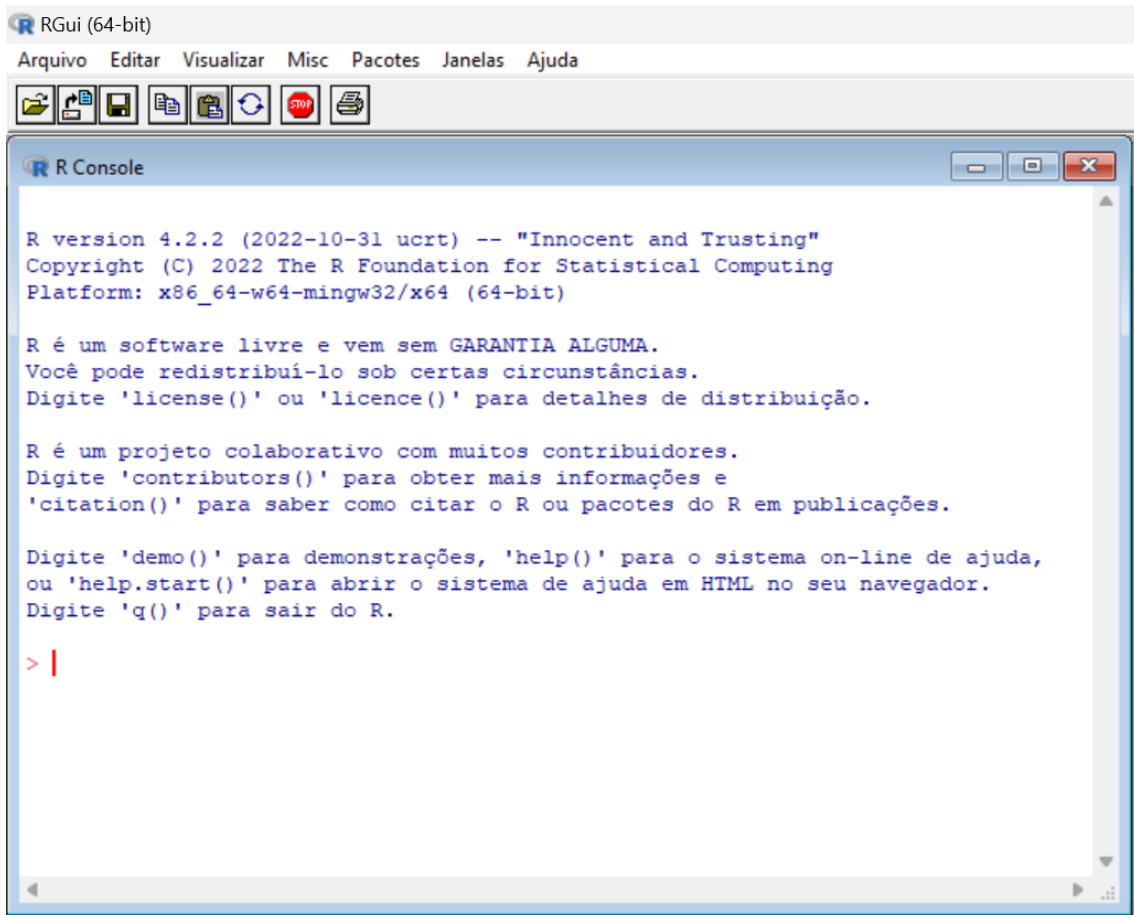 RGui (64-bit)
Arquivo Editar Visualizar Misc Pacotes Janelas Ajuda
STOP
R Console
R version 4.2.2 (2022-10-31 ucrt) -- "Innocent and Trusting"
Copyright (C) 2022 The R Foundation for Statistical Computing
Platform: x86_64-w64-mingw32/x64 (64-bit)
R é um software livre e vem sem GARANTIA ALGUMA.
Você pode redistribuí-lo sob certas circunstâncias.
Digite 'license()' ou 'licence()' para detalhes de distribuição.
R é um projeto colaborativo com muitos contribuidores.
Digite 'contributors()' para obter mais informações e
'citation()' para saber como citar o R ou pacotes do R em publicações.
Digite 'demo()' para demonstrações, 'help()' para o sistema on-line de ajuda,
ou 'help.start()' para abrir o sistema de ajuda em HTML no seu navegador.
Digite 'q()' para sair do R.
>